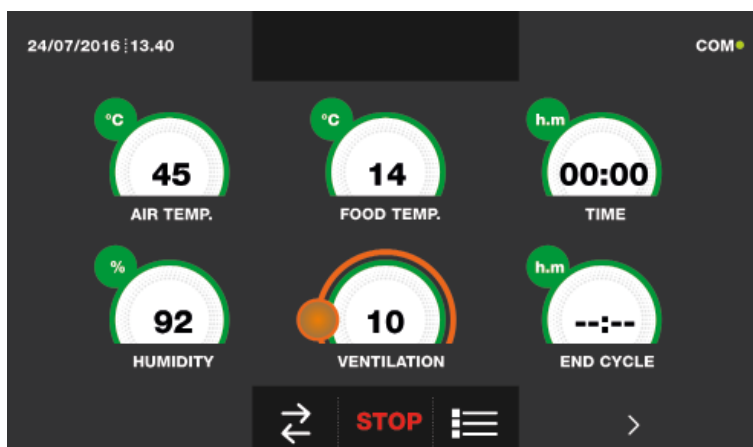 24/07/2016 13.40 COM
°C °C h.m
45 14 00:00
AIR TEMP. FOOD TEMP. TIME
% h.m
92 10 --:--
HUMIDITY VENTILATION END CYCLE
STOP